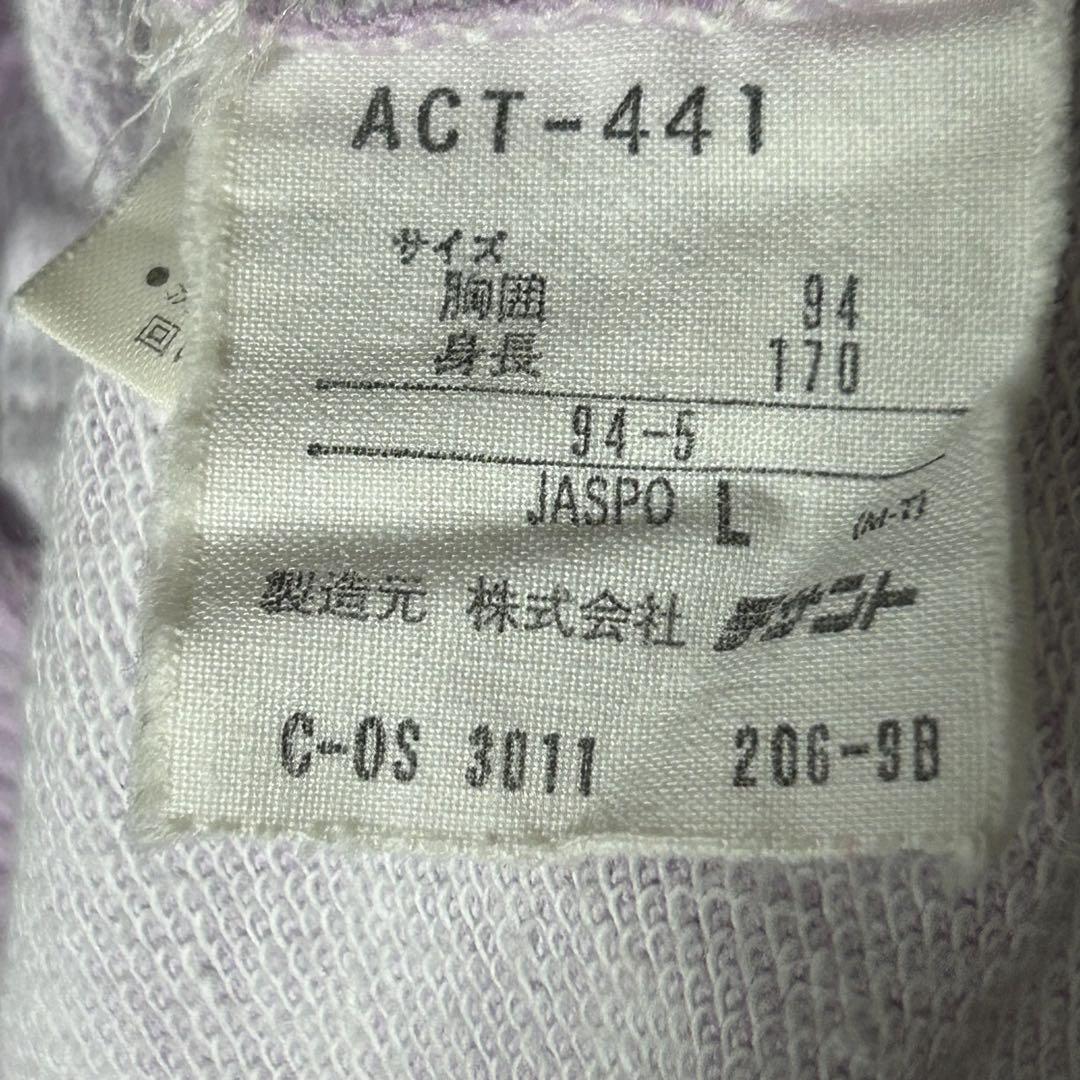 ACT-441
サイズ
胸囲 94
身長 170
94-5
JASPO L (M-T)
製造元 株式会社 デサント
C-OS 3011 206-9B
回